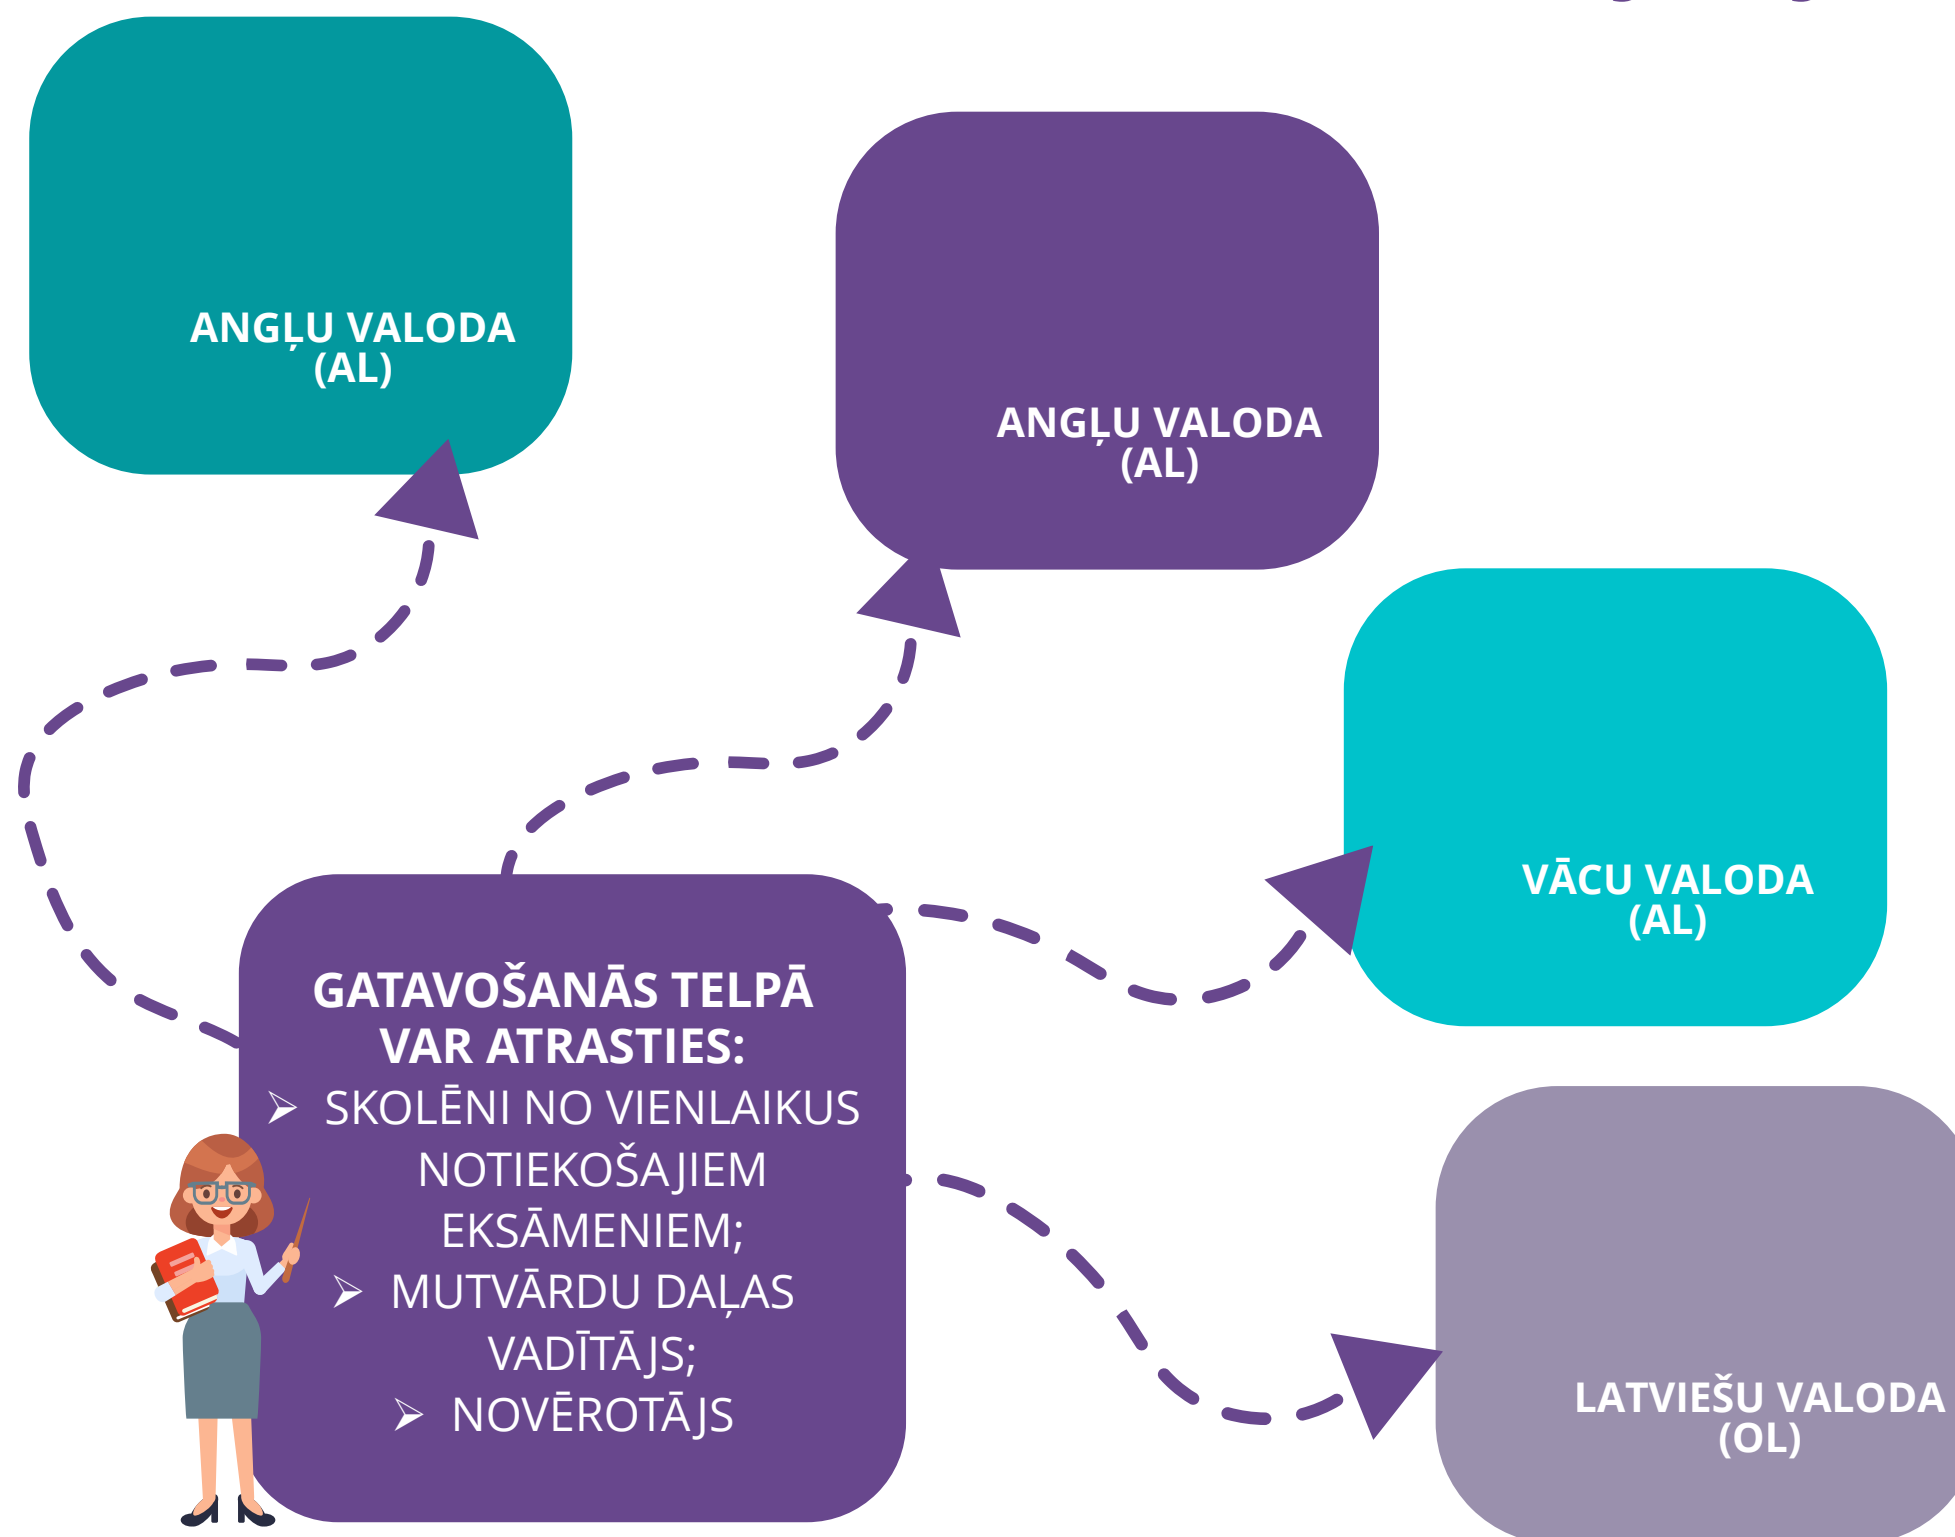 ANGĻU VALODA
(AL)
ANGĻU VALODA
(AL)
VĀCU VALODA
(AL)
GATAVOŠANĀS TELPĀ
VAR ATRASTIES:
➢ SKOLĒNI NO VIENLAIKUS
NOTIEKOŠAJIEM
EKSĀMENIEM;
➢ MUTVĀRDU DAĻAS
VADĪTĀJS;
➢ NOVĒROTĀJS
LATVIEŠU VALODA
(OL)